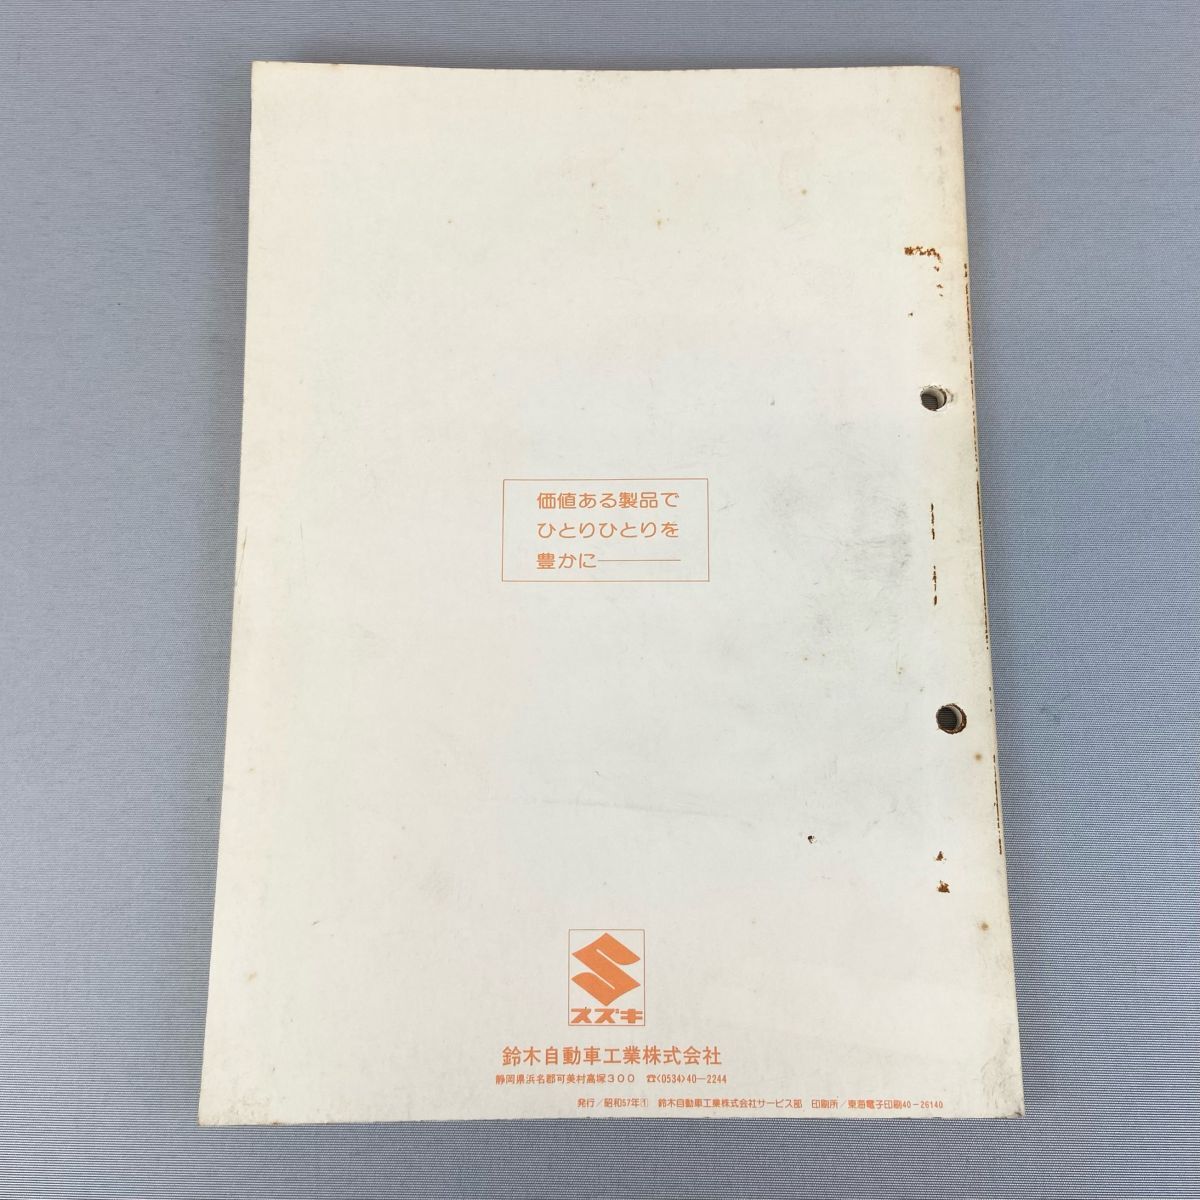 価値ある製品で
ひとりひとりを
豊かに────
スズキ
鈴木自動車工業株式会社
静岡県浜名郡可美村高塚300 ☎<0534>40-2244
発行/昭和57年① 鈴木自動車工業株式会社サービス部 印刷所/東海電子印刷40-26140